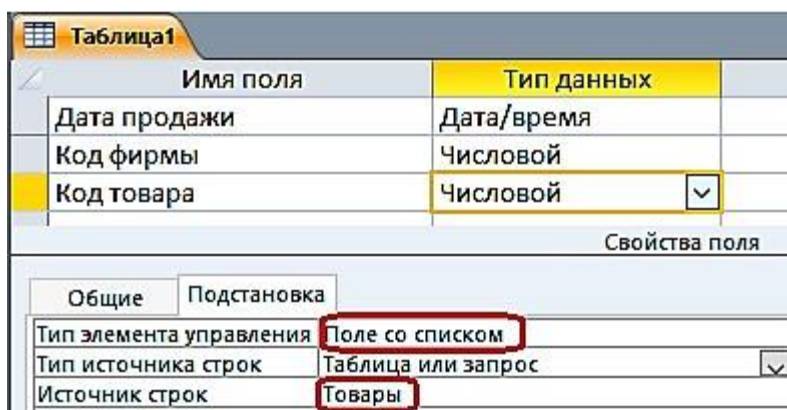 Таблица1
Имя поля Тип данных
Дата продажи Дата/время
Код фирмы Числовой
Код товара Числовой
Свойства поля
Общие Подстановка
Тип элемента управления Поле со списком
Тип источника строк Таблица или запрос
Источник строк Товары